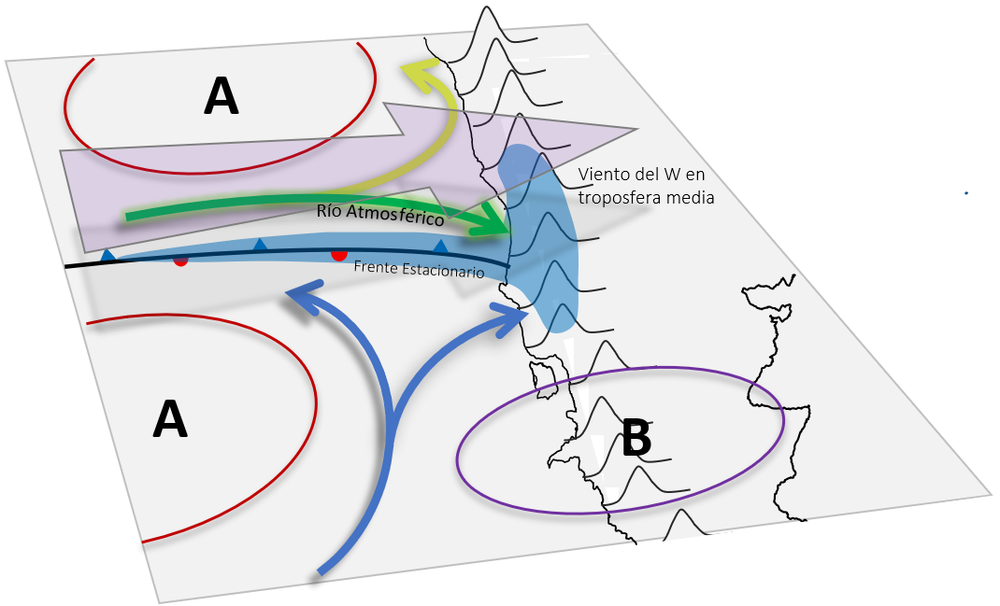 A
Viento del W en
troposfera media
Río Atmosférico
Frente Estacionario
A
B